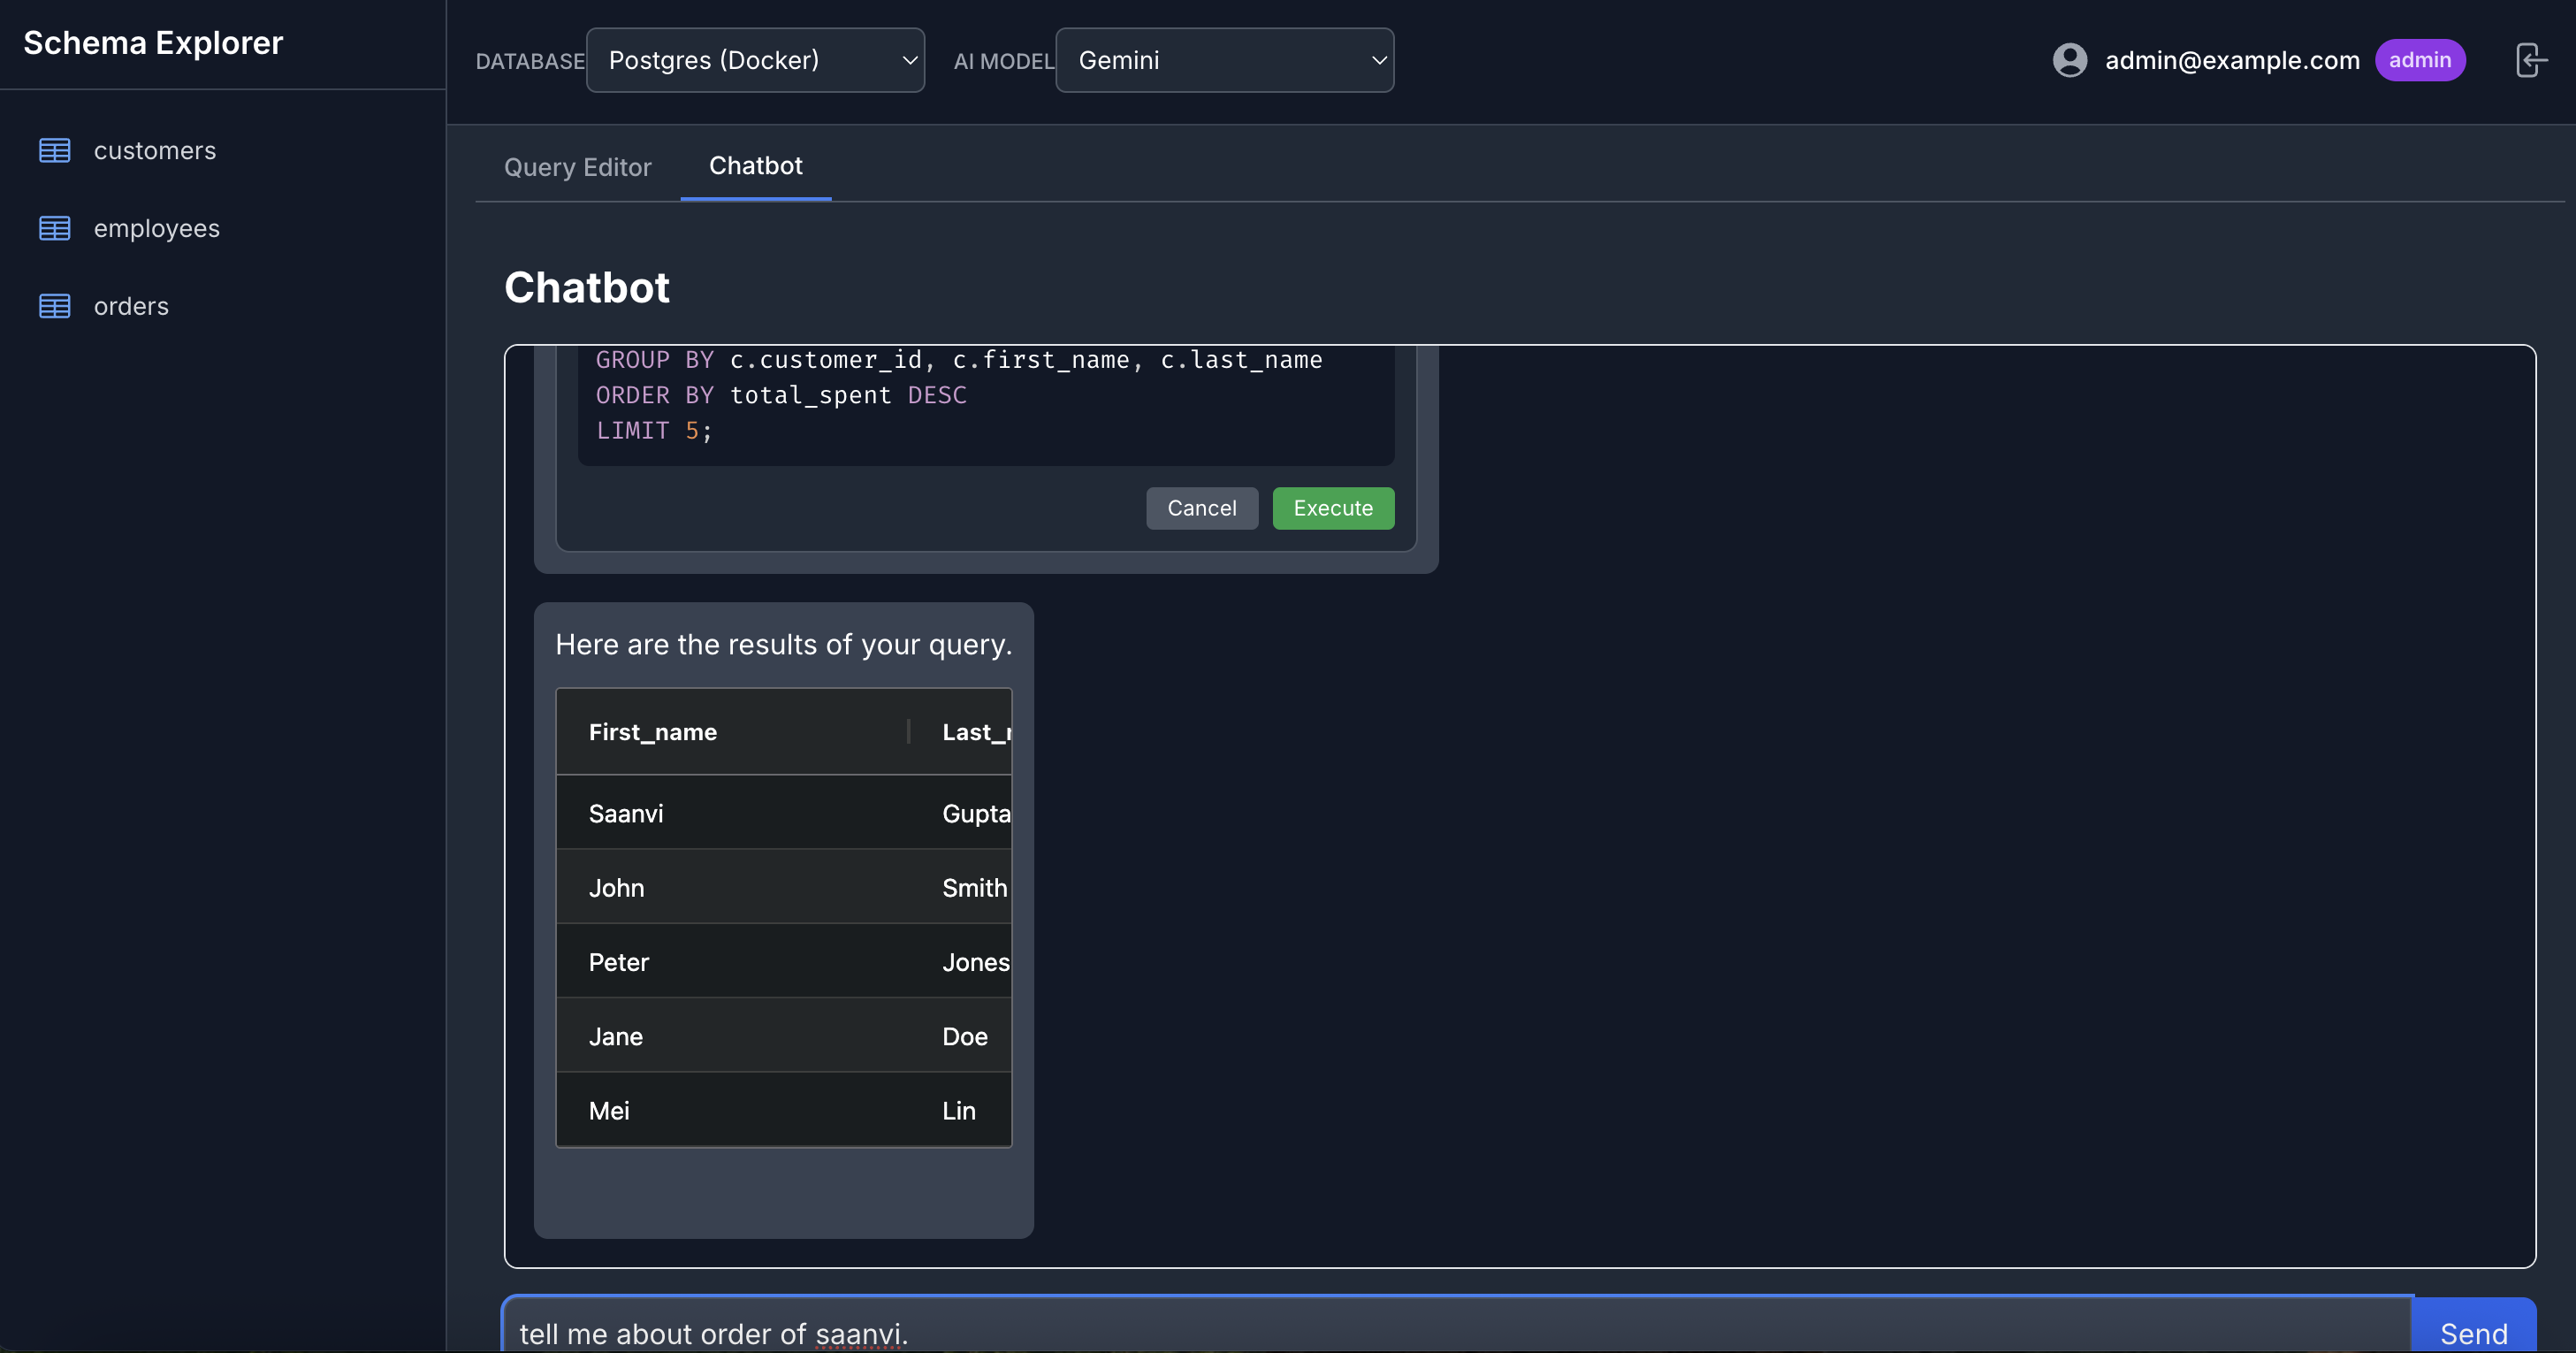 Schema Explorer
customers
employees
orders
DATABASE Postgres (Docker) AI MODEL Gemini
admin@example.com admin
Query Editor Chatbot
Chatbot
GROUP BY c.customer_id, c.first_name, c.last_name
ORDER BY total_spent DESC
LIMIT 5;
Cancel Execute
Here are the results of your query.
First_name Last_
Saanvi Gupta
John Smith
Peter Jones
Jane Doe
Mei Lin
tell me about order of saanvi. Send